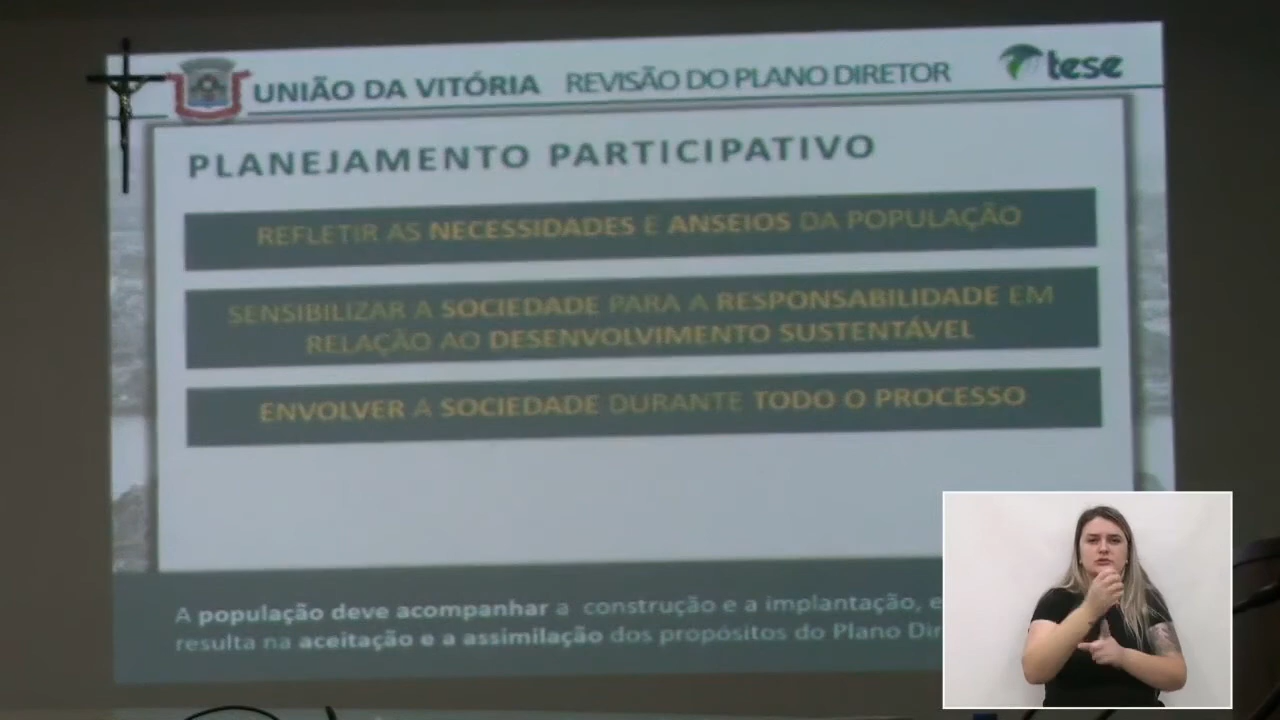 UNIÃO DA VITÓRIA REVISÃO DO PLANO DIRETOR
tese
PLANEJAMENTO PARTICIPATIVO
REFLETIR AS NECESSIDADES E ANSEIOS DA POPULAÇÃO
SENSIBILIZAR A SOCIEDADE PARA A RESPONSABILIDADE EM
RELAÇÃO AO DESENVOLVIMENTO SUSTENTÁVEL
ENVOLVER A SOCIEDADE DURANTE TODO O PROCESSO
A população deve acompanhar a construção e a implantação, e
resulta na aceitação e a assimilação dos propósitos do Plano